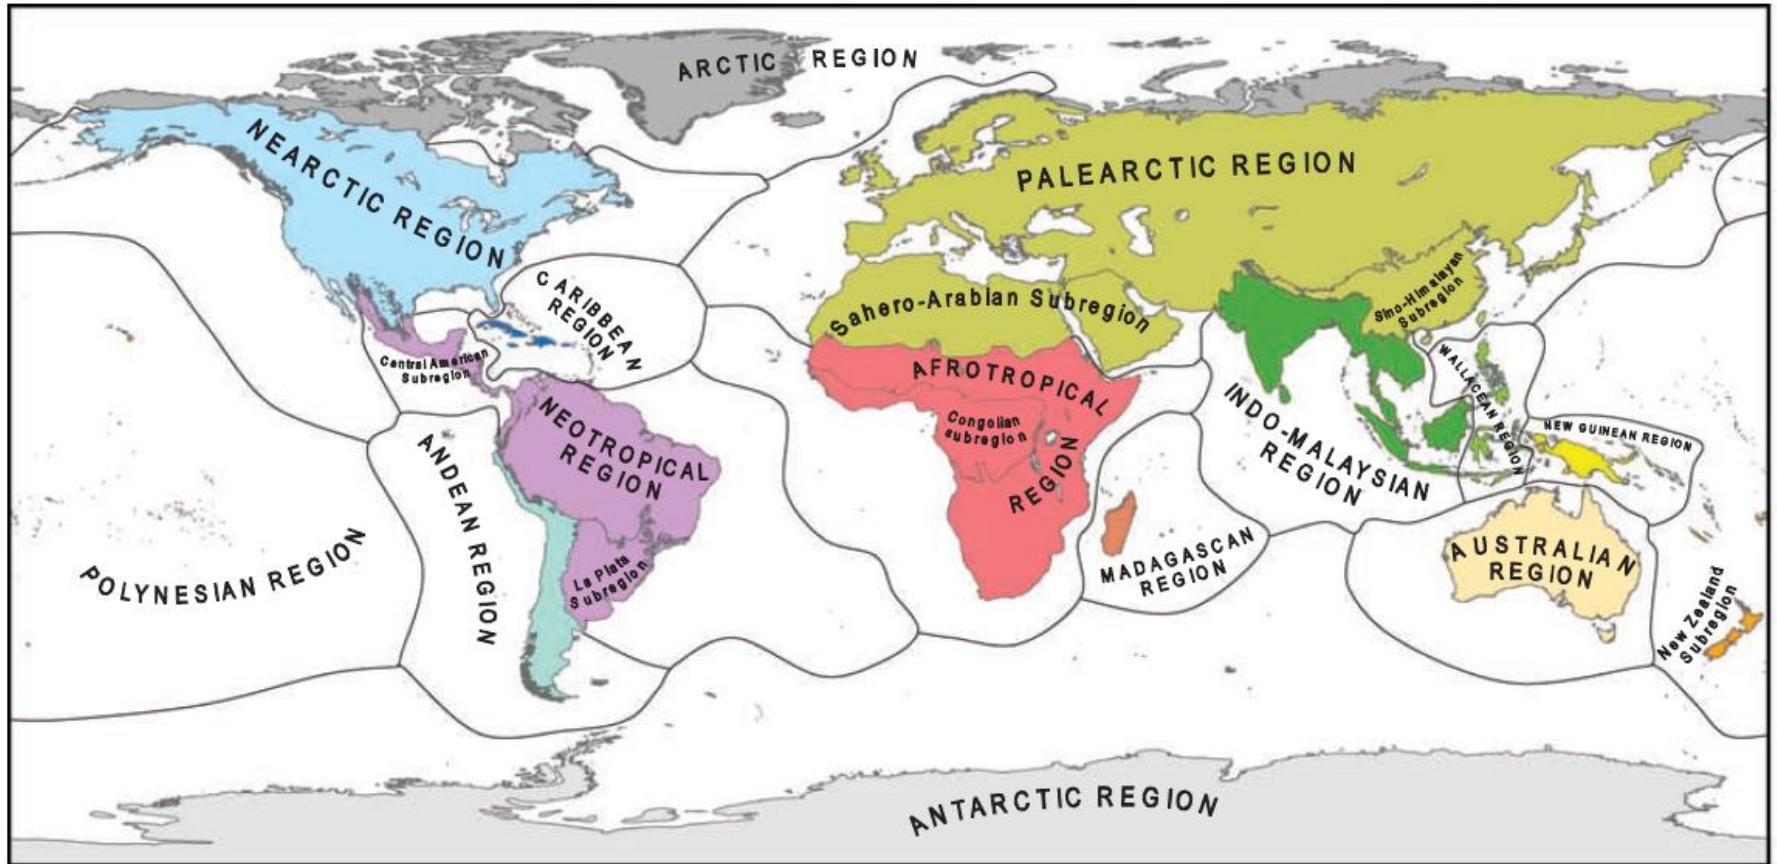 ARCTIC REGION
NEARCTIC REGION
PALEARCTIC REGION
CARIBBEAN
REGION
Sahero-Arabian Subregion
Sino-Himalayan
Subregion
Central American
Subregion
AFROTROPICAL
REGION
Congolian
subregion
WALLACEAN REGION
NEOTROPICAL
REGION
ANDEAN REGION
INDO-MALAYSIAN
REGION
NEW GUINEAN REGION
POLYNESIAN REGION
La Plata
Subregion
MADAGASCAN
REGION
AUSTRALIAN
REGION
New Zealand
Subregion
ANTARCTIC REGION